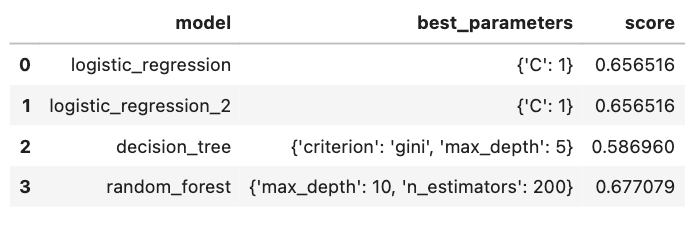 model best_parameters score
0 logistic_regression {'C': 1} 0.656516
1 logistic_regression_2 {'C': 1} 0.656516
2 decision_tree {'criterion': 'gini', 'max_depth': 5} 0.586960
3 random_forest {'max_depth': 10, 'n_estimators': 200} 0.677079